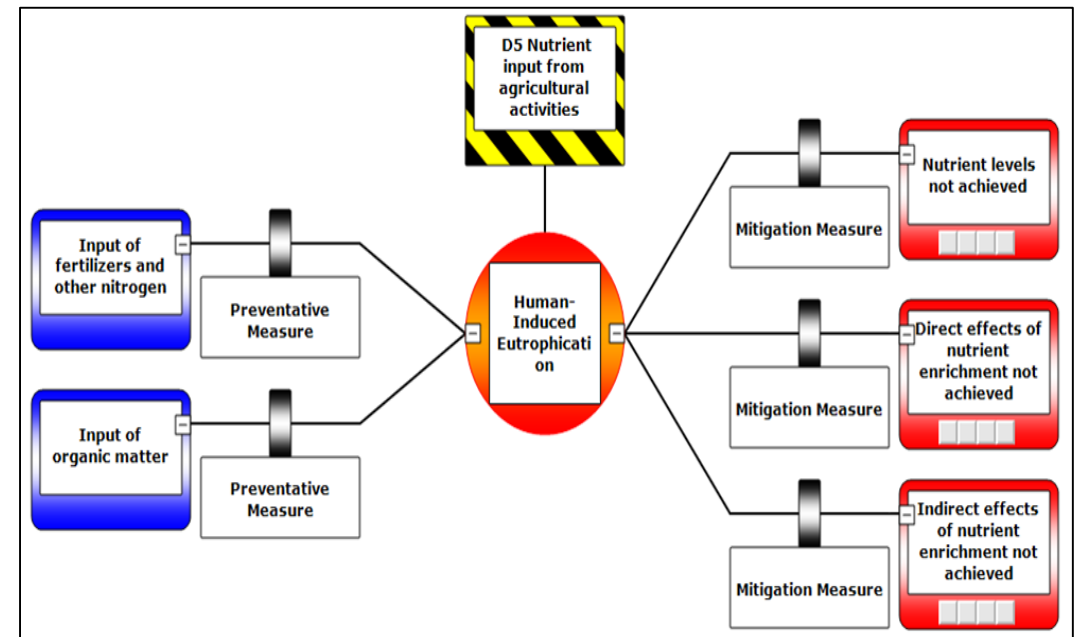 D5 Nutrient
input from
agricultural
activities
Input of
fertilizers and
other nitrogen
Preventative
Measure
Input of
organic matter
Preventative
Measure
Human-
Induced
Eutrophicati
on
Mitigation Measure
Nutrient levels
not achieved
Mitigation Measure
Direct effects of
nutrient
enrichment not
achieved
Mitigation Measure
Indirect effects
of nutrient
enrichment not
achieved